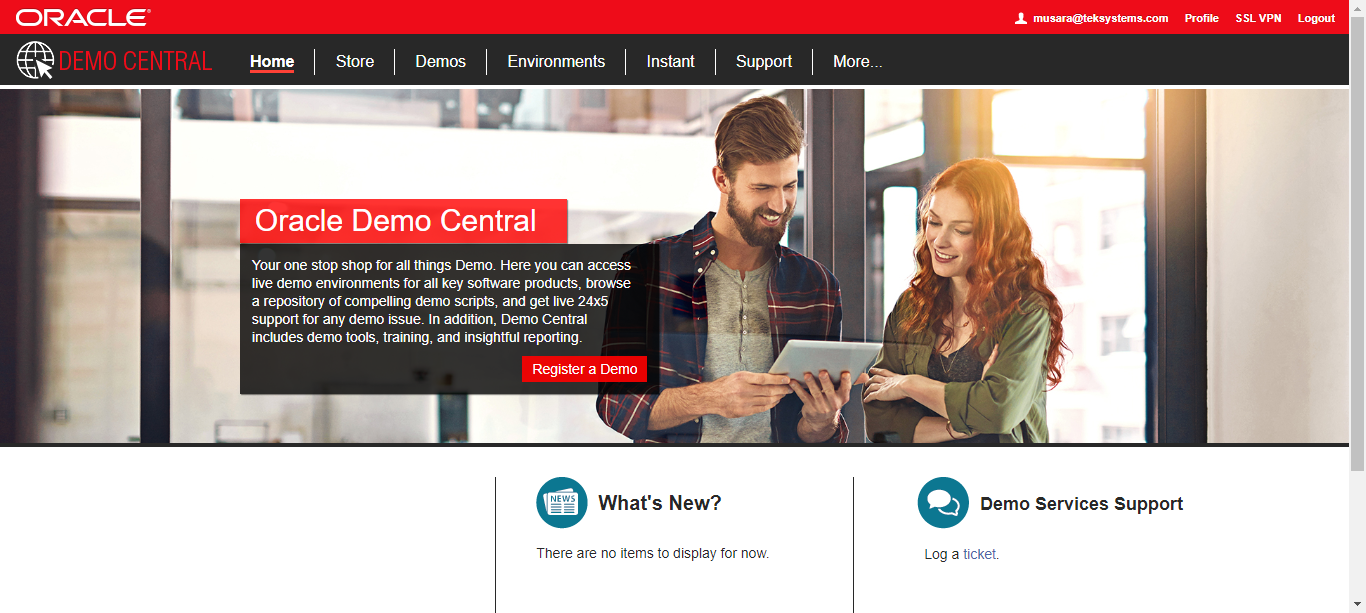 ORACLE
musara@teksystems.com Profile SSL VPN Logout
DEMO CENTRAL Home Store Demos Environments Instant Support More...
Oracle Demo Central
Your one stop shop for all things Demo. Here you can access
live demo environments for all key software products, browse
a repository of compelling demo scripts, and get live 24x5
support for any demo issue. In addition, Demo Central
includes demo tools, training, and insightful reporting.
Register a Demo
NEWS What's New?
There are no items to display for now.
Demo Services Support
Log a ticket.